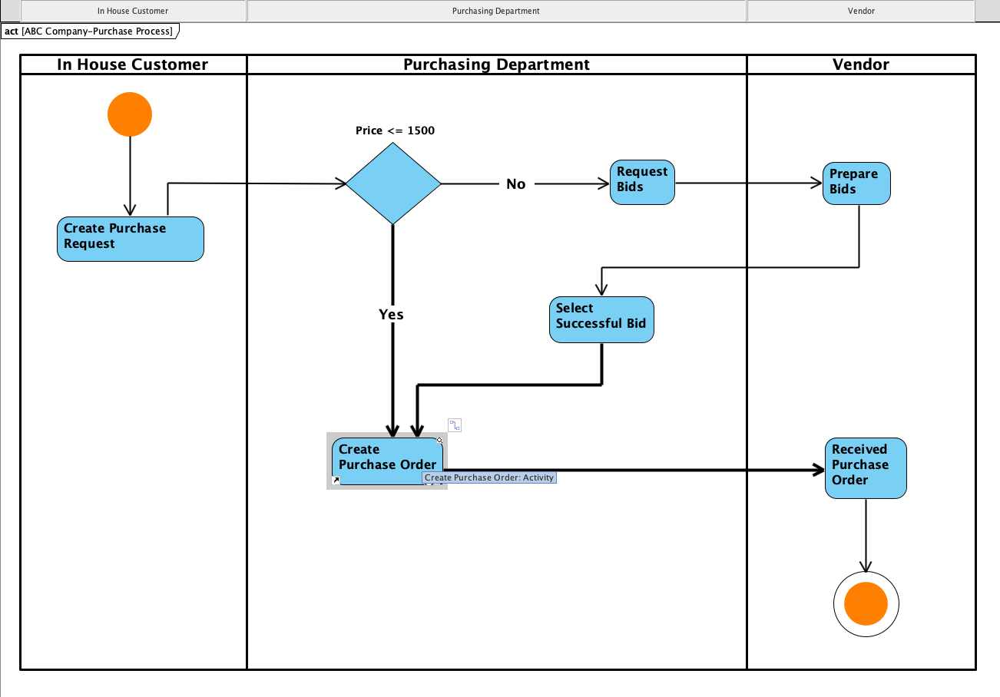 In House Customer
Purchasing Department
Vendor
act [ABC Company-Purchase Process]
In House Customer
Purchasing Department
Vendor
Price <= 1500
No
Request
Bids
Prepare
Bids
Create Purchase
Request
Yes
Select
Successful Bid
Create
Purchase Order
Create Purchase Order: Activity
Received
Purchase
Order